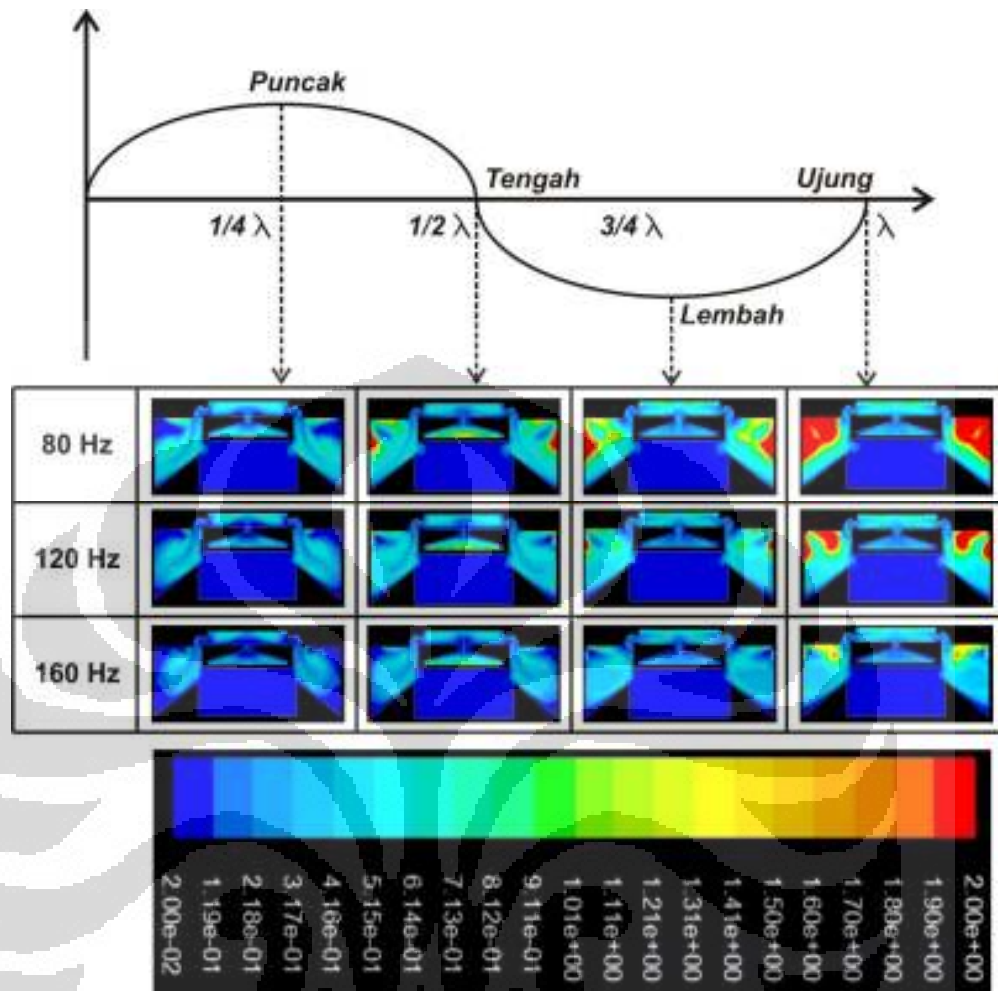 Puncak
Tengah
Ujung
1/4 λ
1/2 λ
3/4 λ
λ
Lembah
80 Hz
120 Hz
160 Hz
2.00e-02
1.19e-01
2.18e-01
3.17e-01
4.16e-01
5.15e-01
6.14e-01
7.13e-01
8.12e-01
9.11e-01
1.01e+00
1.11e+00
1.21e+00
1.31e+00
1.41e+00
1.50e+00
1.60e+00
1.70e+00
1.80e+00
1.90e+00
2.00e+00